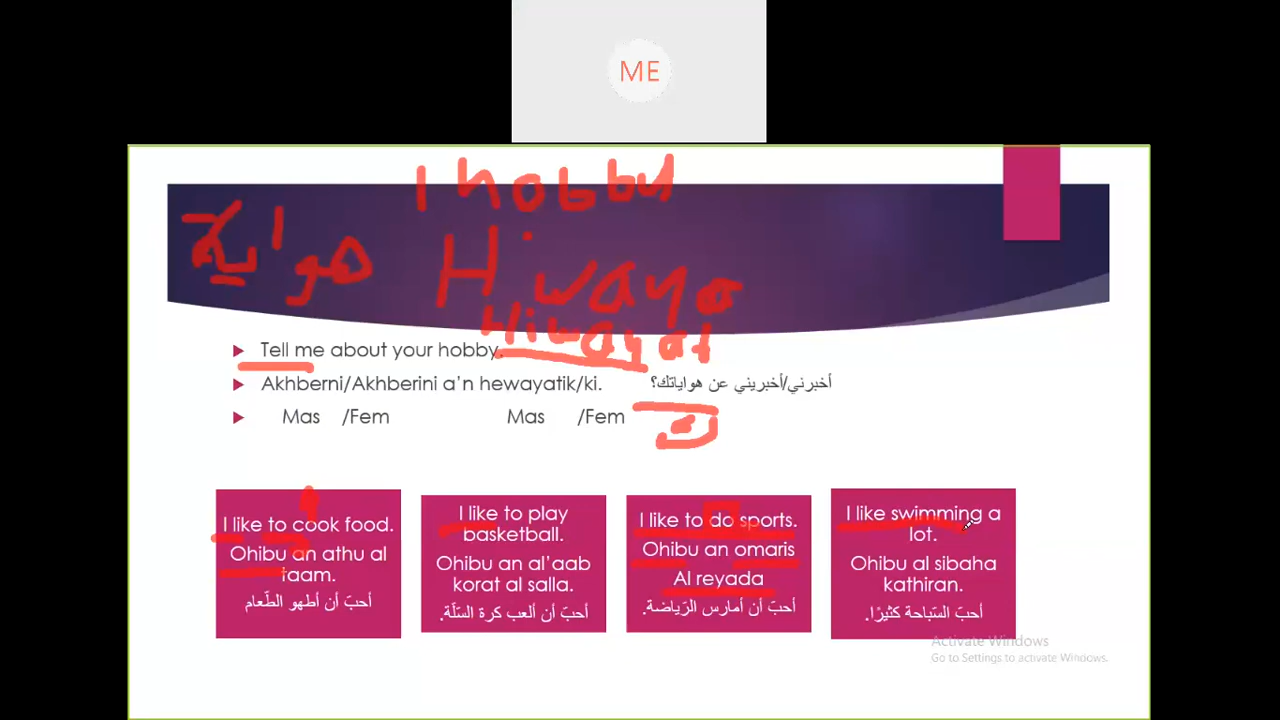 ME
1 hobby
هواية Hiwaya
Hiwayat
Tell me about your hobby.
Akhberni/Akhberini a’n hewayatik/ki. أخبرني/أخبريني عن هواياتك؟
Mas /Fem Mas /Fem
ك
I like to cook food.
Ohibu an athu al
taam.
أحبّ أن أطهو الطّعام
I like to play
basketball.
Ohibu an al’aab
korat al salla.
أحبّ أن ألعب كرة السّلّة.
I like to do sports.
Ohibu an omaris
Al reyada
أحبّ أن أمارس الرّياضة.
I like swimming a
lot.
Ohibu al sibaha
kathiran.
أحبّ السّباحة كثيرًا.
Activate Windows
Go to Settings to activate Windows.